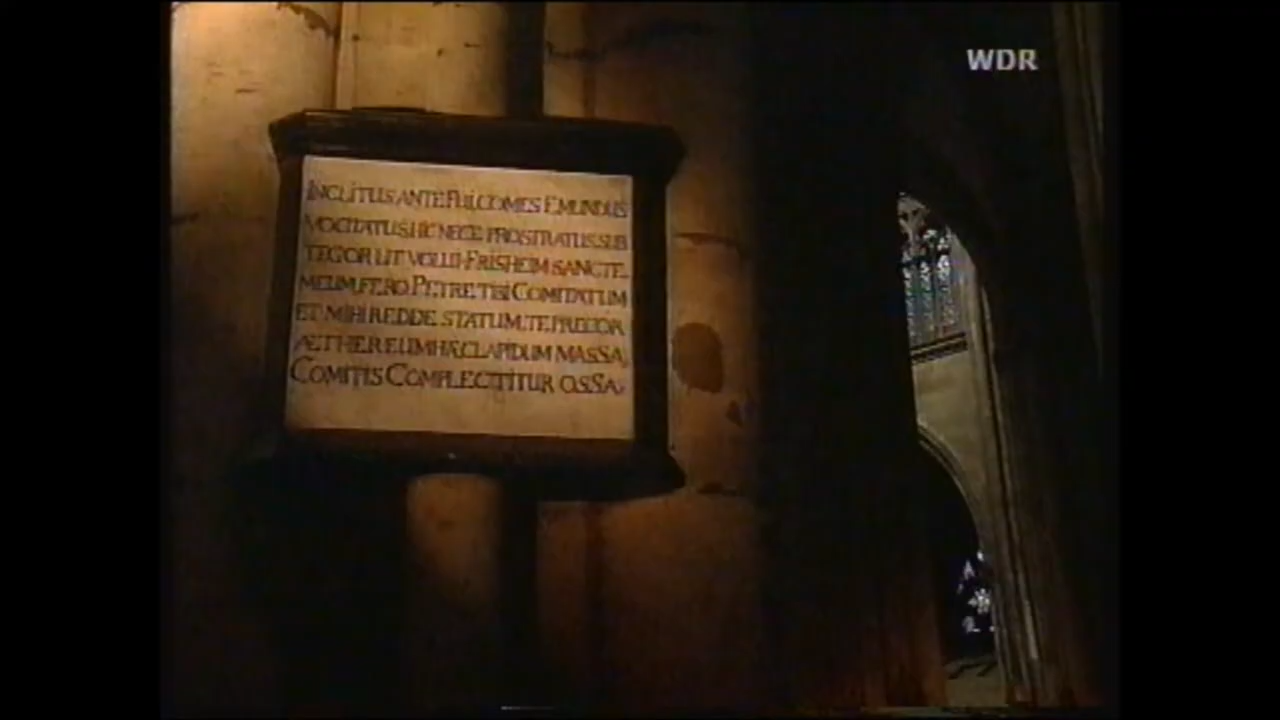 WDR
INCLITUS ANTE FUI COMES EMUNDUS
VOCITATUS.HIC NECE PROSTRATUS.SUB
TEGOR UT VOLUI.FRISHEIM SANCTE.
MEUM.FERO.PETRE.TIBI COMITATUM
ET MIHI REDDE. STATUM.TE PRECOR
ÆTHEREUM.HÆC LAPIDUM MASSA,
COMITIS COMPLECTITUR OSSA,